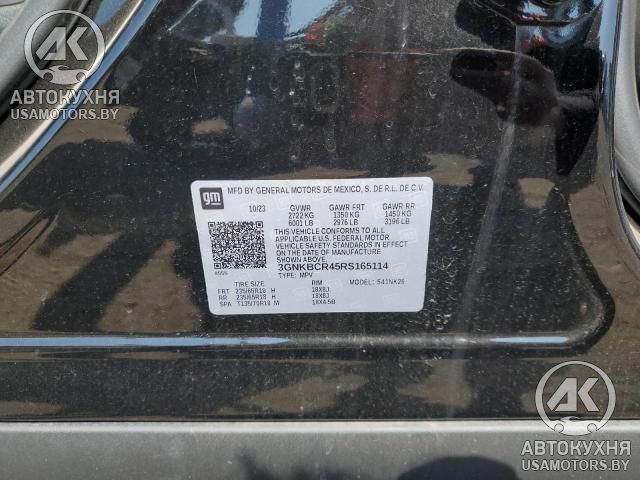 AK
АВТОКУХНЯ
USAMOTORS.BY
gm
MFD BY GENERAL MOTORS DE MEXICO, S. DE R.L. DE C.V.
10/23 GVWR GAWR FRT GAWR RR
2722 KG 1350 KG 1450 KG
6001 LB 2976 LB 3196 LB
THIS VEHICLE CONFORMS TO ALL
APPLICABLE U.S. FEDERAL MOTOR
VEHICLE SAFETY STANDARDS IN EFFECT
ON THE DATE OF MANUFACTURE
SHOWN ABOVE.
3GNKBCR45RS165114
TYPE: MPV
TIRE SIZE RIM MODEL: 541NK26
FRT 235/65R18 H 18X8J
RR 235/65R18 H 18X8J
SPA T135/70R18 M 18X4.5B
AK
АВТОКУХНЯ
USAMOTORS.BY